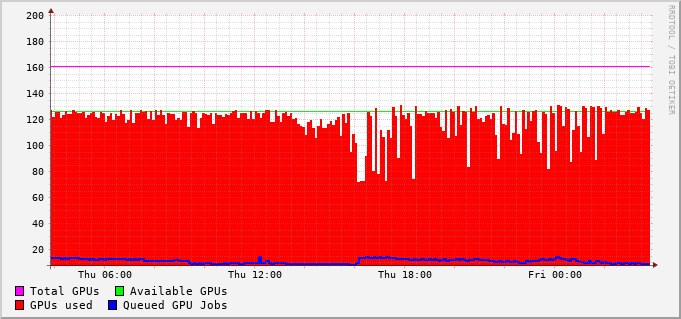 200
180
160
140
120
100
80
60
40
20
Thu 06:00 Thu 12:00 Thu 18:00 Fri 00:00
Total GPUs Available GPUs
GPUs used Queued GPU Jobs
RRDTOOL / TOBI OETIKER